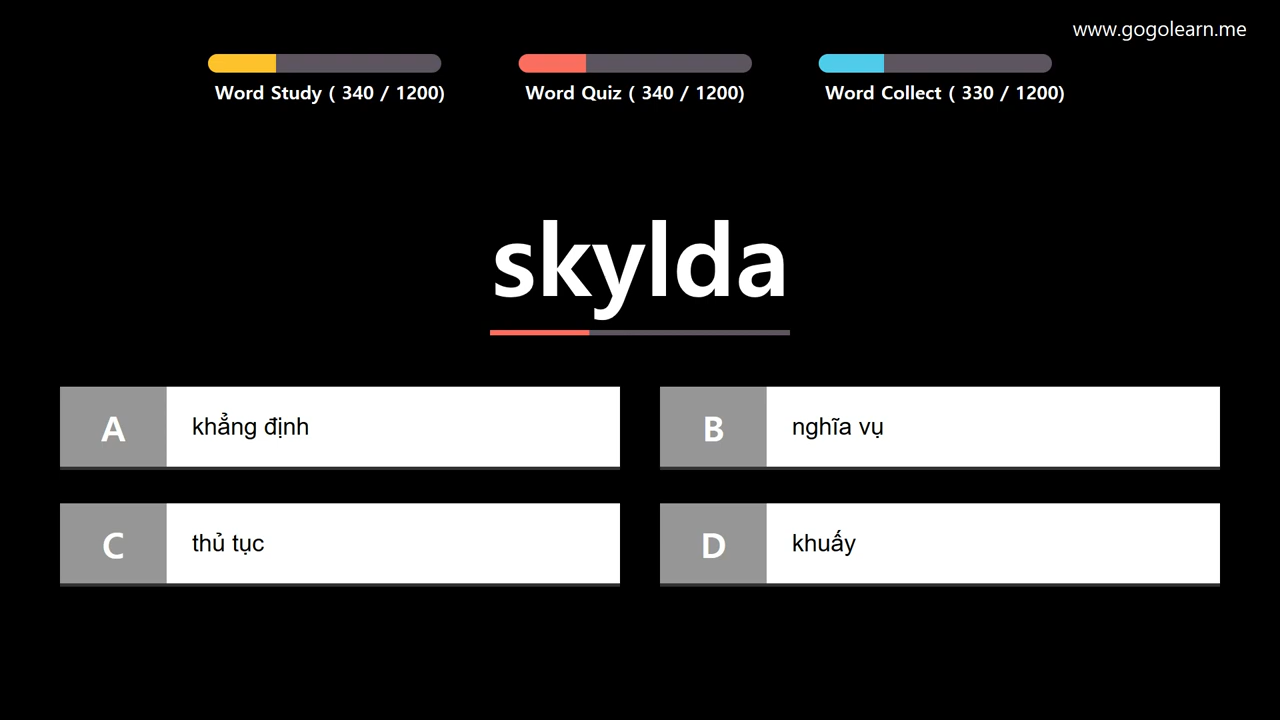 www.gogolearn.me
Word Study ( 340 / 1200)
Word Quiz ( 340 / 1200)
Word Collect ( 330 / 1200)
skylda
A
khẳng định
B
nghĩa vụ
C
thủ tục
D
khuấy